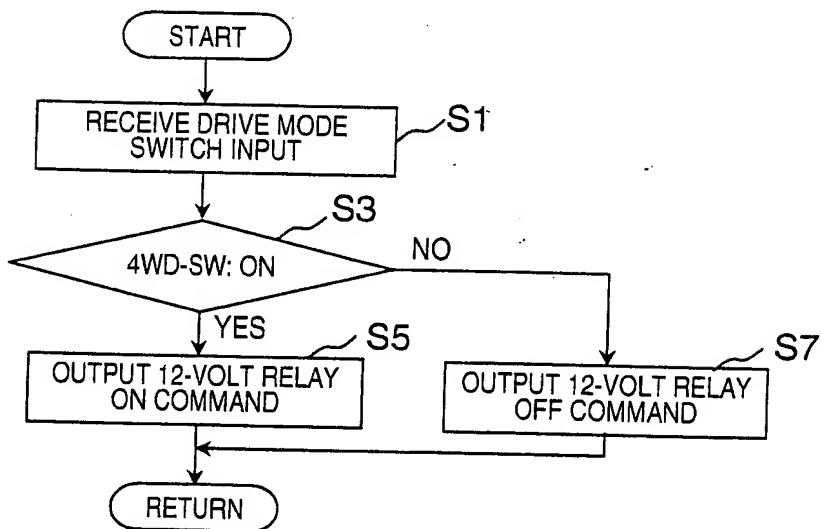 START
RECEIVE DRIVE MODE
SWITCH INPUT
S1
S3
4WD-SW: ON
NO
YES
S5
OUTPUT 12-VOLT RELAY
ON COMMAND
S7
OUTPUT 12-VOLT RELAY
OFF COMMAND
RETURN